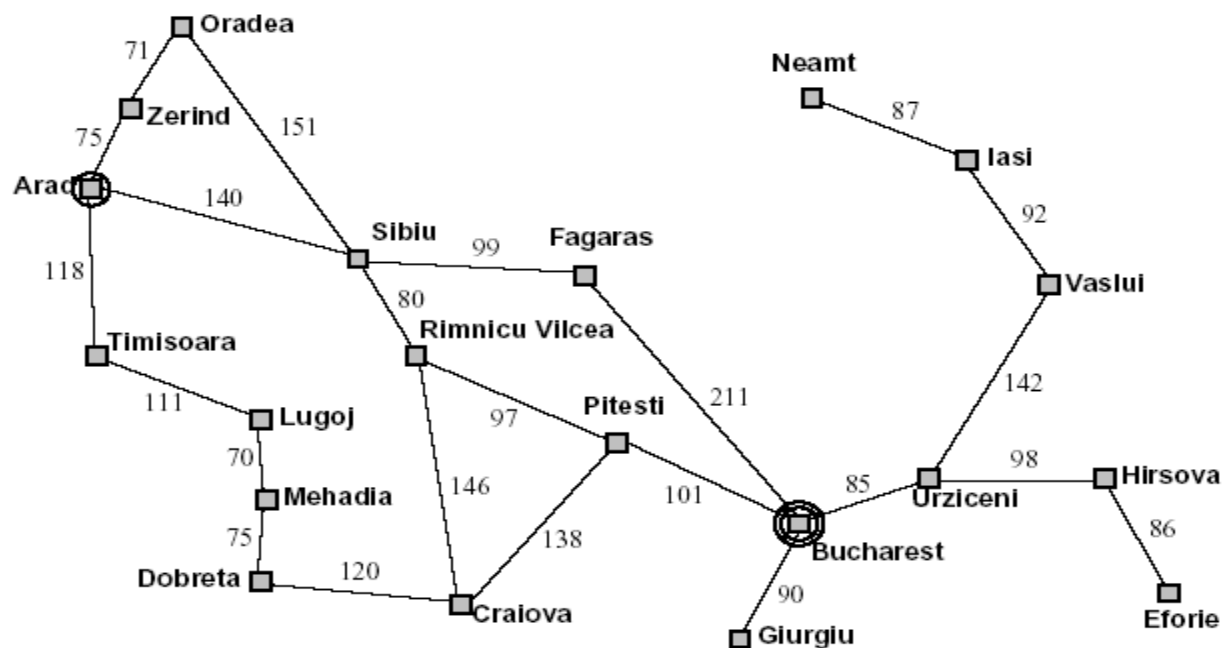 Oradea
71
Neamt
Zerind
87
75
151
Iasi
Arad
140
92
Sibiu
Fagaras
99
118
Vaslui
80
Timisoara
Rimnicu Vilcea
142
111
211
Pitesti
Lugoj
97
70
98
Hirsova
Mehadia
146
101
85
Urziceni
86
75
138
Bucharest
Dobreta
120
90
Craiova
Eforie
Giurgiu